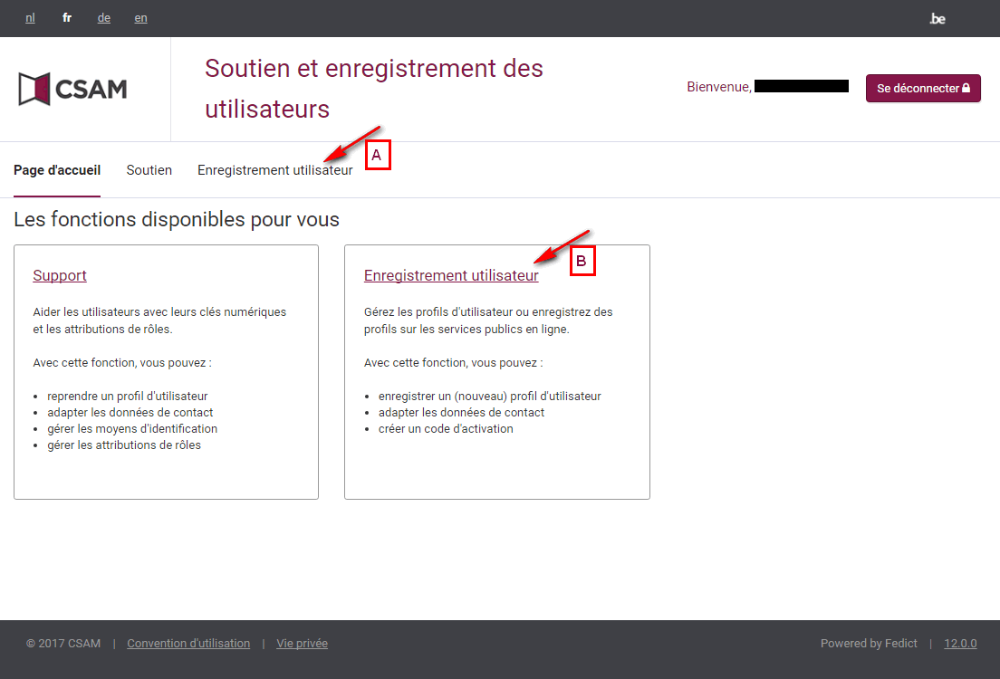 nl fr de en .be
CSAM
Soutien et enregistrement des
utilisateurs
Bienvenue,
Se déconnecter
A
Page d'accueil Soutien Enregistrement utilisateur
Les fonctions disponibles pour vous
B
Support
Aider les utilisateurs avec leurs clés numériques
et les attributions de rôles.
Avec cette fonction, vous pouvez :
• reprendre un profil d'utilisateur
• adapter les données de contact
• gérer les moyens d'identification
• gérer les attributions de rôles
Enregistrement utilisateur
Gérez les profils d'utilisateur ou enregistrez des
profils sur les services publics en ligne.
Avec cette fonction, vous pouvez :
• enregistrer un (nouveau) profil d'utilisateur
• adapter les données de contact
• créer un code d'activation
© 2017 CSAM | Convention d'utilisation | Vie privée
Powered by Fedict | 12.0.0